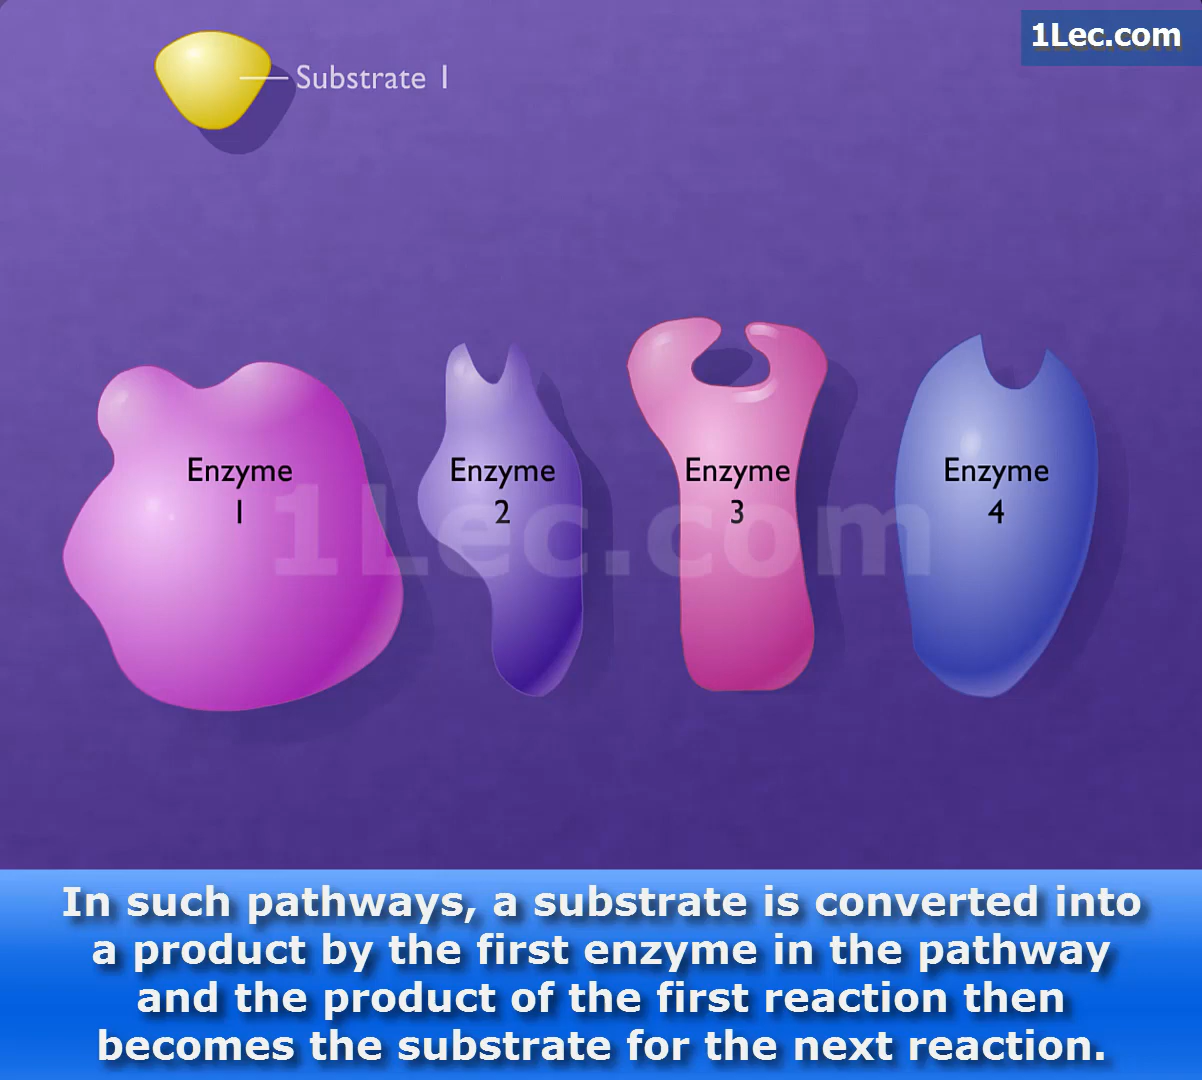 1Lec.com
Substrate 1
Enzyme
1
Enzyme
2
Enzyme
3
Enzyme
4
1Lec.com
In such pathways, a substrate is converted into
a product by the first enzyme in the pathway
and the product of the first reaction then
becomes the substrate for the next reaction.